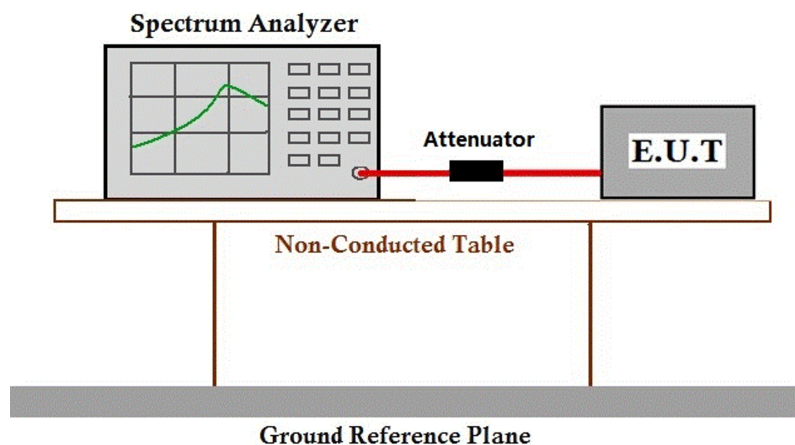 Spectrum Analyzer
Attenuator
E.U.T
Non-Conducted Table
Ground Reference Plane